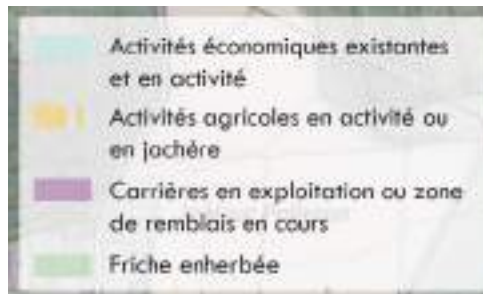 Activités économiques existantes
et en activité
Activités agricoles en activité ou
en jachère
Carrières en exploitation ou zone
de remblais en cours
Friche enherbée